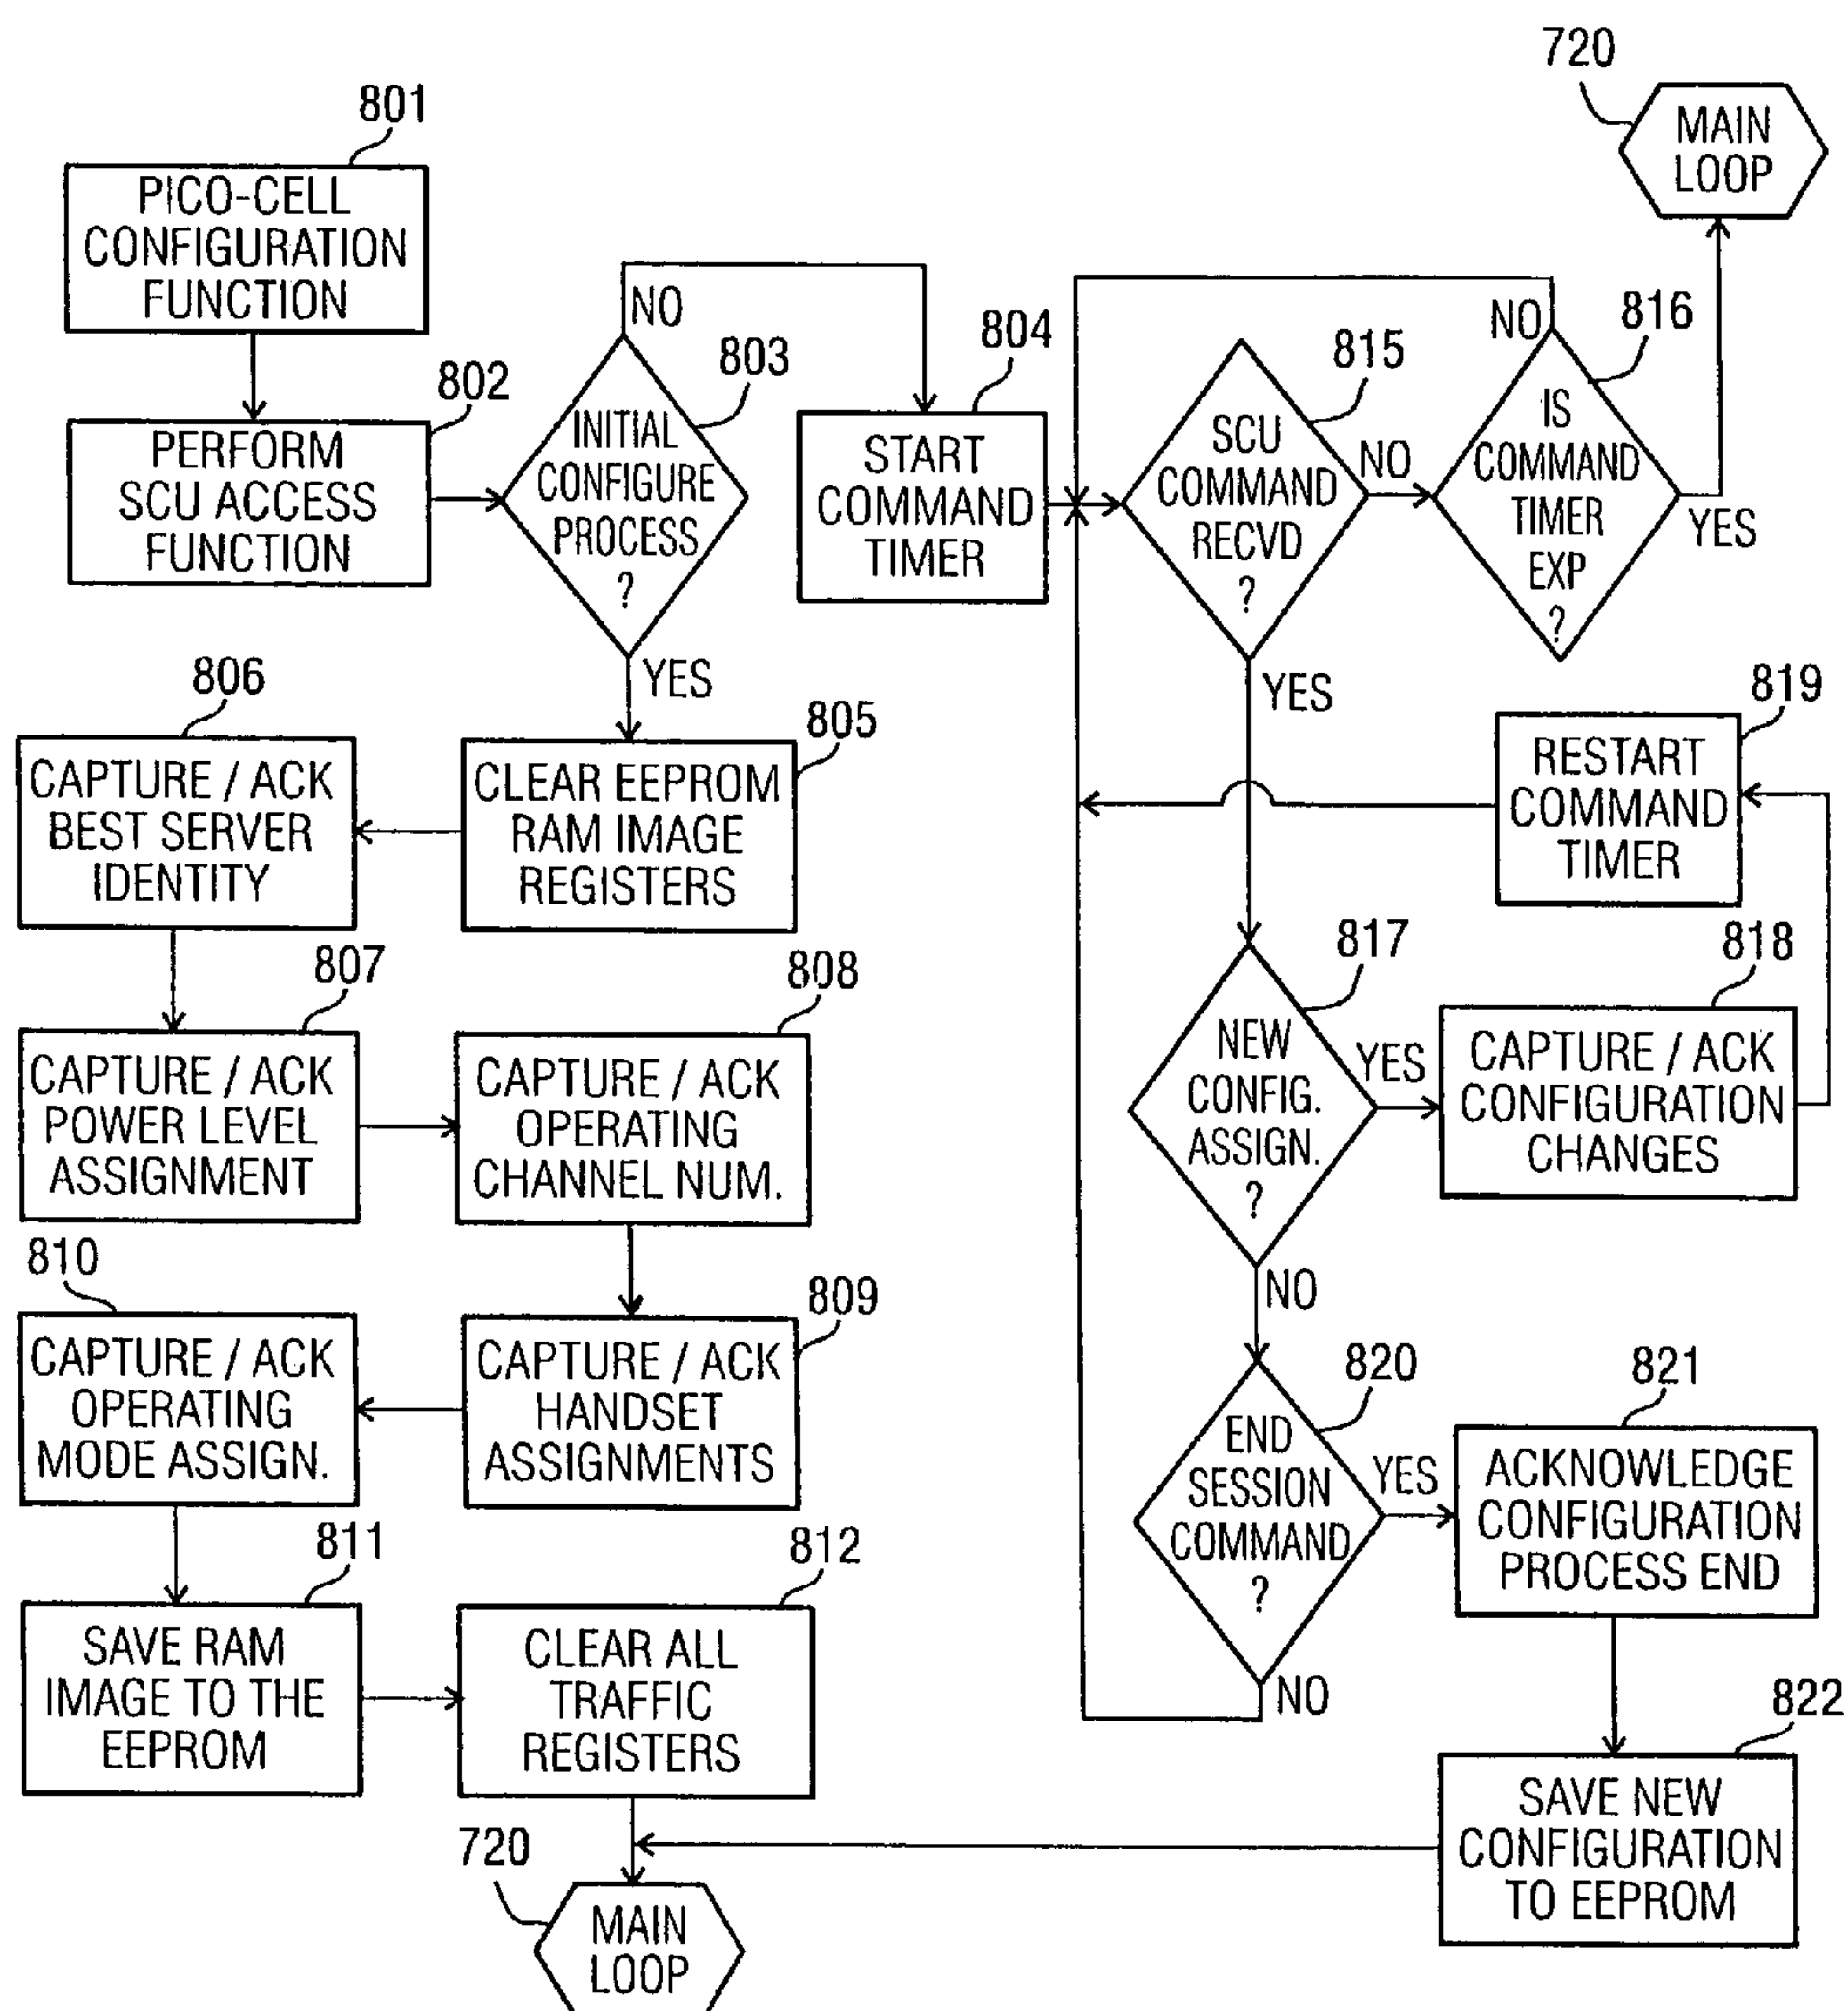 801
PICO-CELL
CONFIGURATION
FUNCTION
802
PERFORM
SCU ACCESS
FUNCTION
803
INITIAL
CONFIGURE
PROCESS
?
NO
YES
804
START
COMMAND
TIMER
805
CLEAR EEPROM
RAM IMAGE
REGISTERS
806
CAPTURE / ACK
BEST SERVER
IDENTITY
807
CAPTURE / ACK
POWER LEVEL
ASSIGNMENT
808
CAPTURE / ACK
OPERATING
CHANNEL NUM.
809
CAPTURE / ACK
HANDSET
ASSIGNMENTS
810
CAPTURE / ACK
OPERATING
MODE ASSIGN.
811
SAVE RAM
IMAGE TO THE
EEPROM
812
CLEAR ALL
TRAFFIC
REGISTERS
720
MAIN
LOOP
815
SCU
COMMAND
RECVD
?
NO
YES
816
IS
COMMAND
TIMER
EXP
?
NO
YES
720
MAIN
LOOP
817
NEW
CONFIG.
ASSIGN.
?
YES
NO
818
CAPTURE / ACK
CONFIGURATION
CHANGES
819
RESTART
COMMAND
TIMER
820
END
SESSION
COMMAND
?
YES
NO
821
ACKNOWLEDGE
CONFIGURATION
PROCESS END
822
SAVE NEW
CONFIGURATION
TO EEPROM